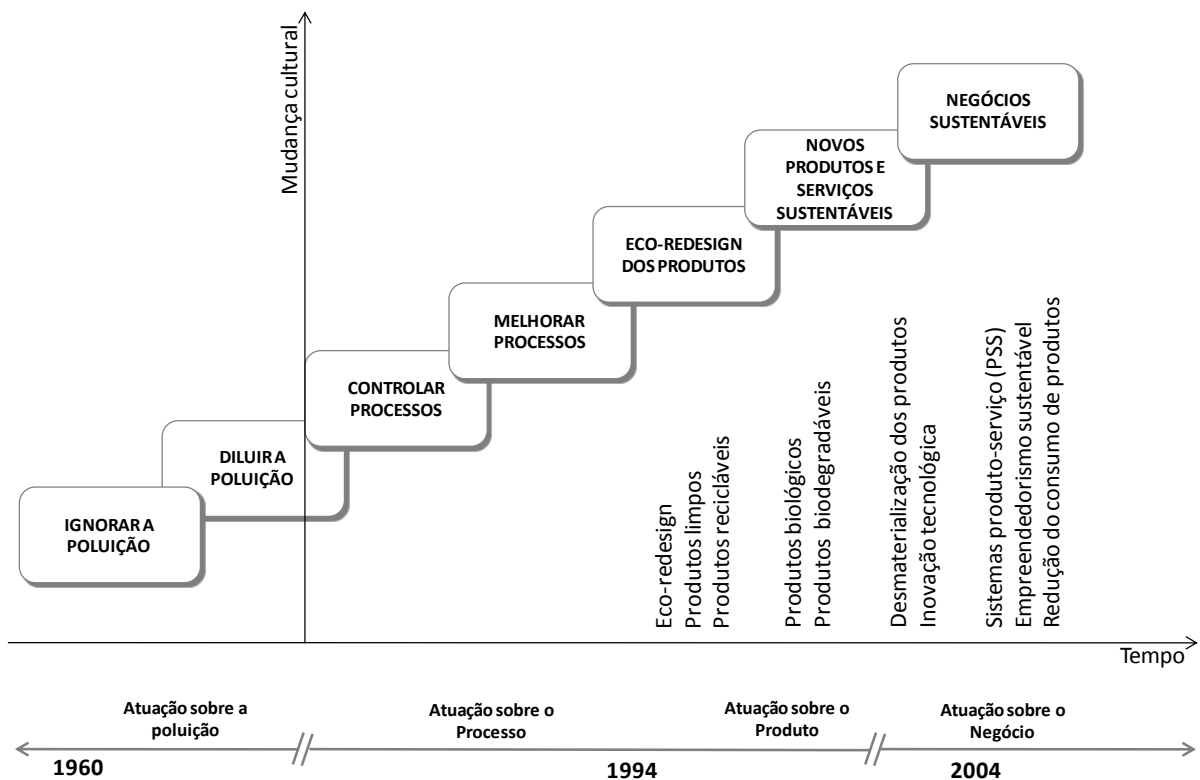 Mudança cultural
NEGÓCIOS
SUSTENTÁVEIS
NOVOS
PRODUTOS E
SERVIÇOS
SUSTENTÁVEIS
ECO-REDESIGN
DOS PRODUTOS
MELHORAR
PROCESSOS
CONTROLAR
PROCESSOS
DILUIR A
POLUIÇÃO
IGNORAR A
POLUIÇÃO
Eco-redesign
Produtos limpos
Produtos recicláveis
Produtos biológicos
Produtos biodegradáveis
Desmaterialização dos produtos
Inovação tecnológica
Sistemas produto-serviço (PSS)
Empreendedorismo sustentável
Redução do consumo de produtos
Tempo
Atuação sobre a
poluição
Atuação sobre o
Processo
Atuação sobre o
Produto
Atuação sobre o
Negócio
1960
1994
2004